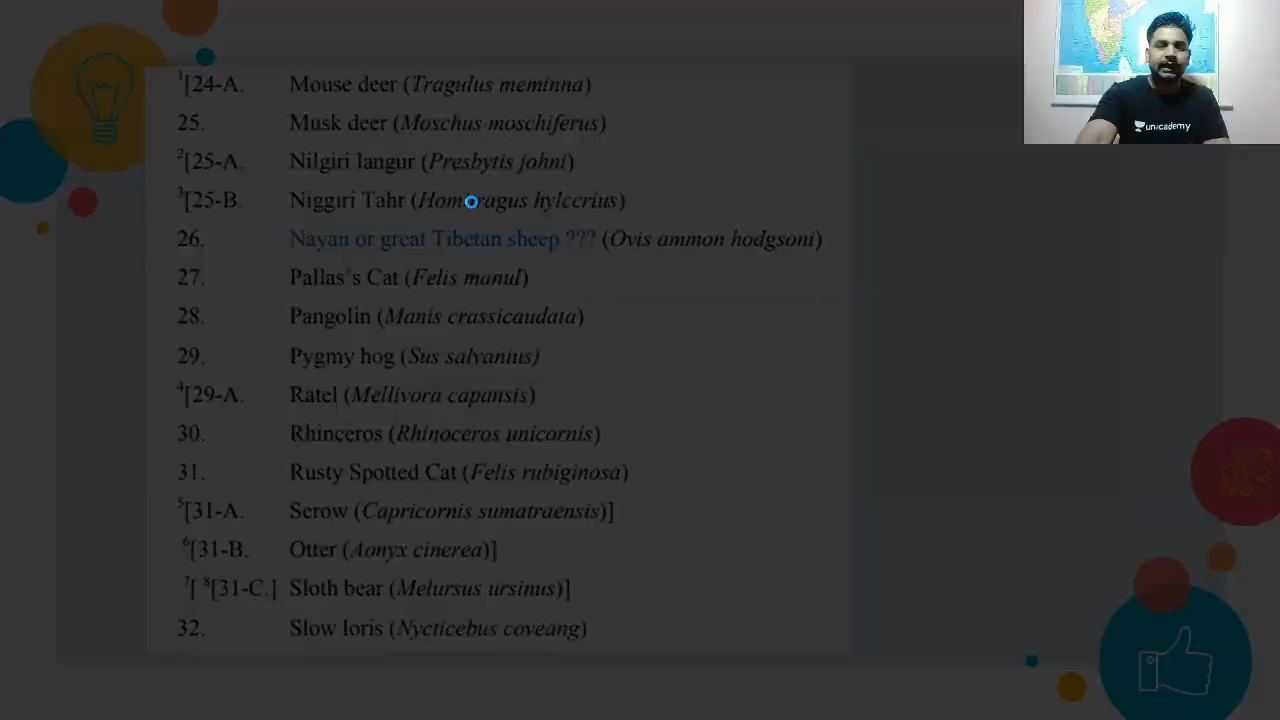 ¹[24-A. Mouse deer (Tragulus meminna)
25. Musk deer (Moschus moschiferus)
²[25-A. Nilgiri langur (Presbytis johni)
³[25-B. Niggiri Tahr (Homoragus hylccrius)
26. Nayan or great Tibetan sheep ??? (Ovis ammon hodgsoni)
27. Pallas's Cat (Felis manul)
28. Pangolin (Manis crassicaudata)
29. Pygmy hog (Sus salvanius)
⁴[29-A. Ratel (Mellivora capansis)
30. Rhinceros (Rhinoceros unicornis)
31. Rusty Spotted Cat (Felis rubiginosa)
⁵[31-A. Serow (Capricornis sumatraensis)]
⁶[31-B. Otter (Aonyx cinerea)]
⁷[ ⁸[31-C.] Sloth bear (Melursus ursinus)]
32. Slow loris (Nycticebus coveang)
unacademy